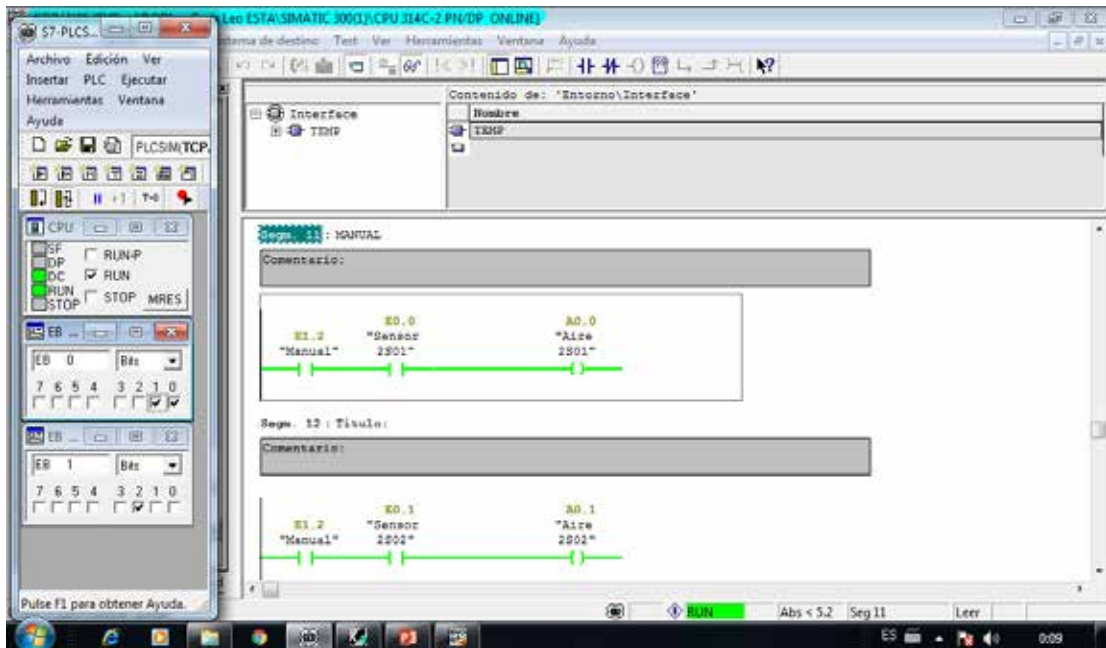 Leo ESTA\SIMATIC 300(1)\CPU 314C-2 PN/DP ONLINE]
S7-PLCS...
de destino Test Ver Herramientas Ventana Ayuda
Archivo Edición Ver
Insertar PLC Ejecutar
Herramientas Ventana
Ayuda
PLCSIM(TCP.
+1 T=0
Contenido de: 'Entorno\Interface'
Interface
TEMP
Nombre
TEMP
CPU
SF
DP
DC
RUN
STOP
RUN-P
RUN
STOP MRES
EB ...
EB 0 Bits
7 6 5 4 3 2 1 0
EB ...
EB 1 Bits
7 6 5 4 3 2 1 0
Pulse F1 para obtener Ayuda.
Segm. 11 : MANUAL
Comentario:
E0.0 A0.0
E1.2 "Sensor "Aire
"Manual" 2S01" 2S01"
Segm. 12 : Título:
Comentario:
E0.1 A0.1
E1.2 "Sensor "Aire
"Manual" 2S02" 2S02"
RUN Abs < 5.2 Seg 11 Leer
ES 0:09